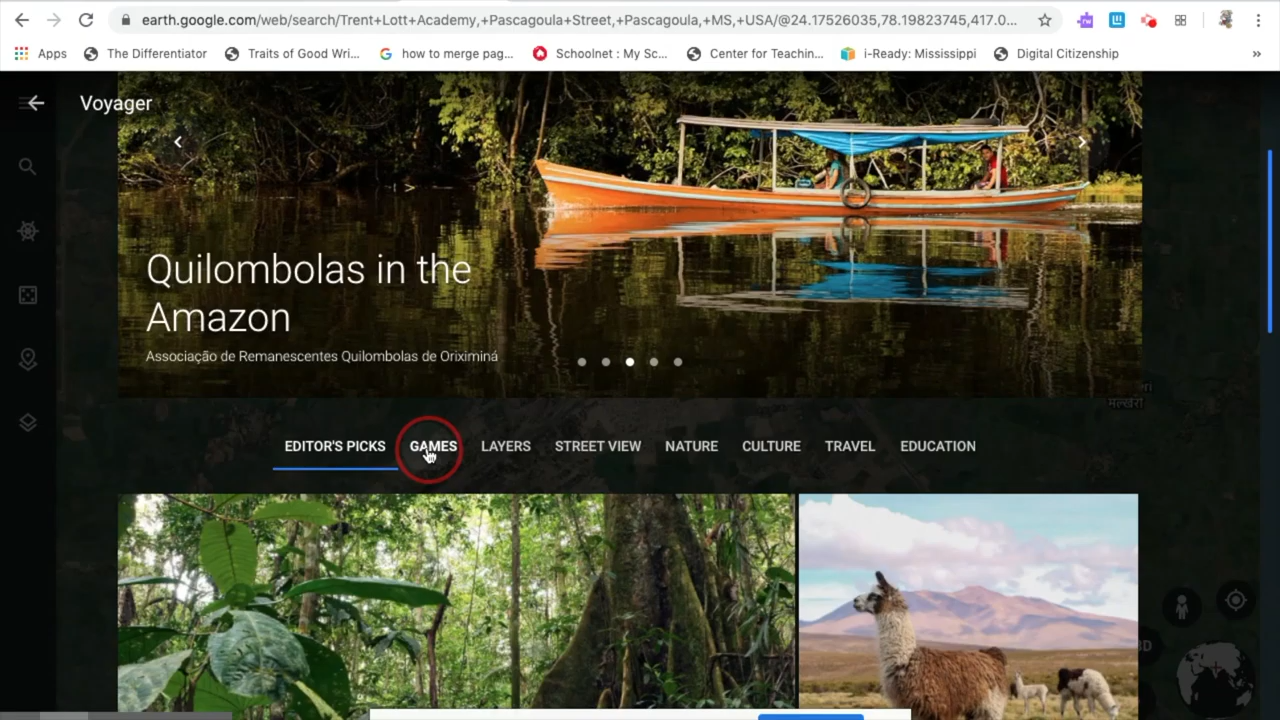 earth.google.com/web/search/Trent+Lott+Academy,+Pascagoula+Street,+Pascagoula,+MS,+USA/@24.17526035,78.19823745,417.0...
Apps The Differentiator Traits of Good Wri... how to merge pag... Schoolnet : My Sc... Center for Teachin... i-Ready: Mississippi Digital Citizenship »
Voyager
Quilombolas in the
Amazon
Associação de Remanescentes Quilombolas de Oriximiná
EDITOR'S PICKS GAMES LAYERS STREET VIEW NATURE CULTURE TRAVEL EDUCATION